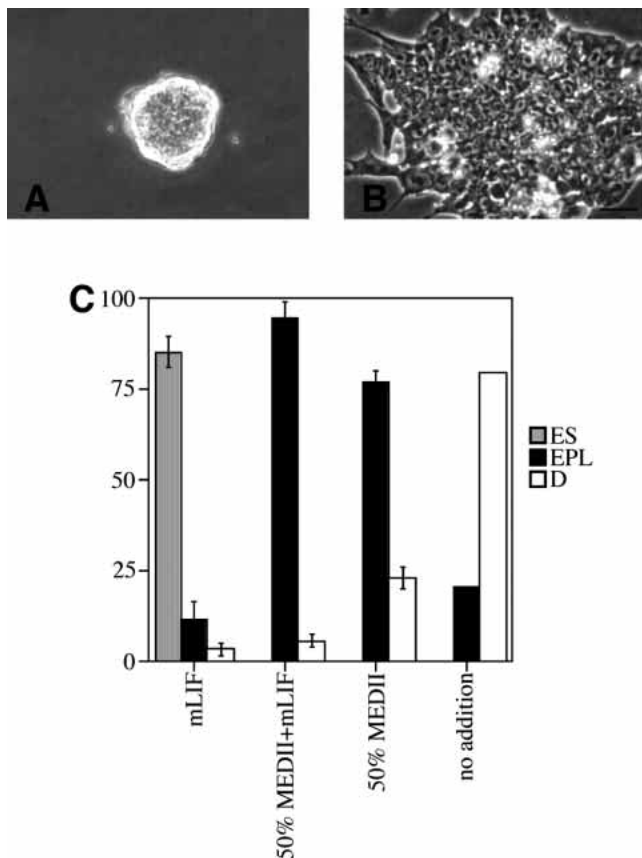 A
B
C
100
75
50
25
0
mLIF
50% MEDII+mLIF
50% MEDII
no addition
ES
EPL
D